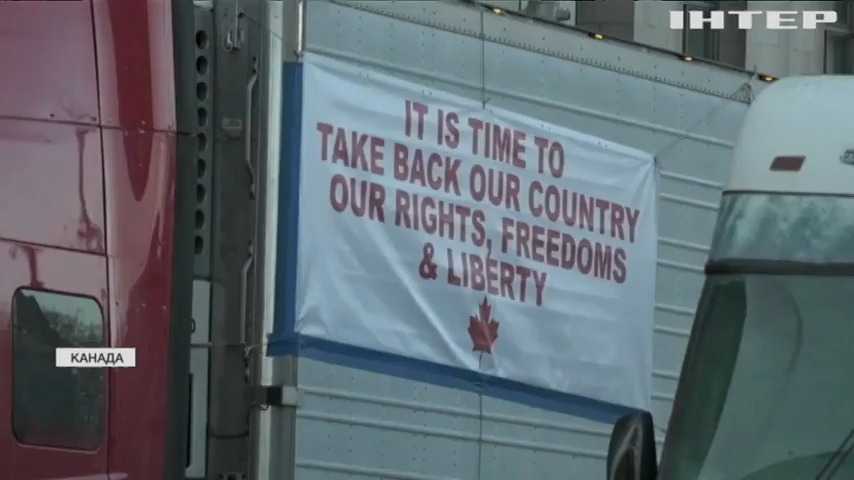 ІНТЕР
IT IS TIME TO
TAKE BACK OUR COUNTRY
OUR RIGHTS, FREEDOMS
& LIBERTY
КАНАДА